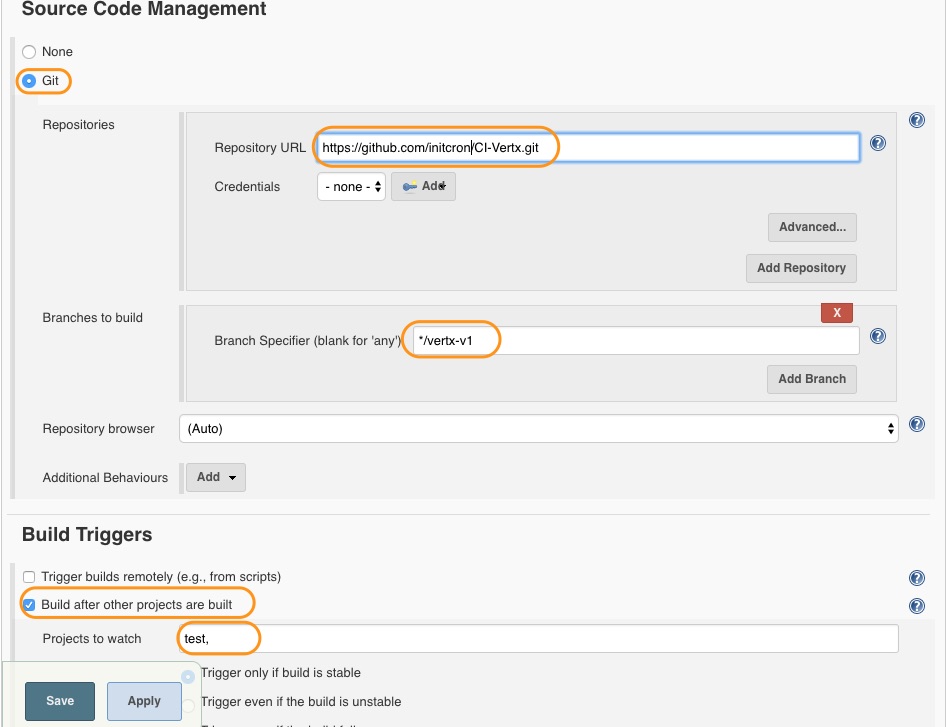 Source Code Management
None
Git
Repositories
Repository URL https://github.com/initcron/CI-Vertx.git
Credentials - none - Add
Advanced...
Add Repository
Branches to build
X
Branch Specifier (blank for 'any') */vertx-v1
Add Branch
Repository browser (Auto)
Additional Behaviours Add
Build Triggers
Trigger builds remotely (e.g., from scripts)
Build after other projects are built
Projects to watch test,
Trigger only if build is stable
Save Apply Trigger even if the build is unstable